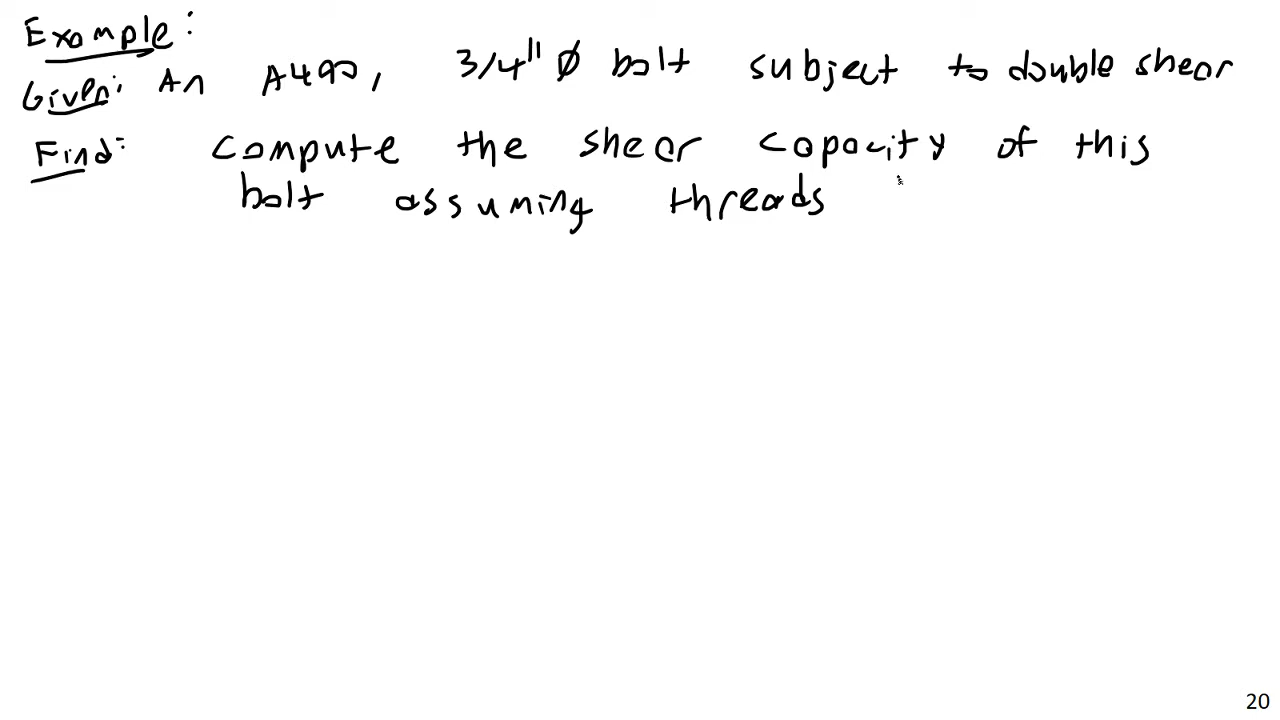 Example:
Given: An A490, 3/4" Ø bolt subject to double shear
Find: compute the shear capacity of this
bolt assuming threads
20